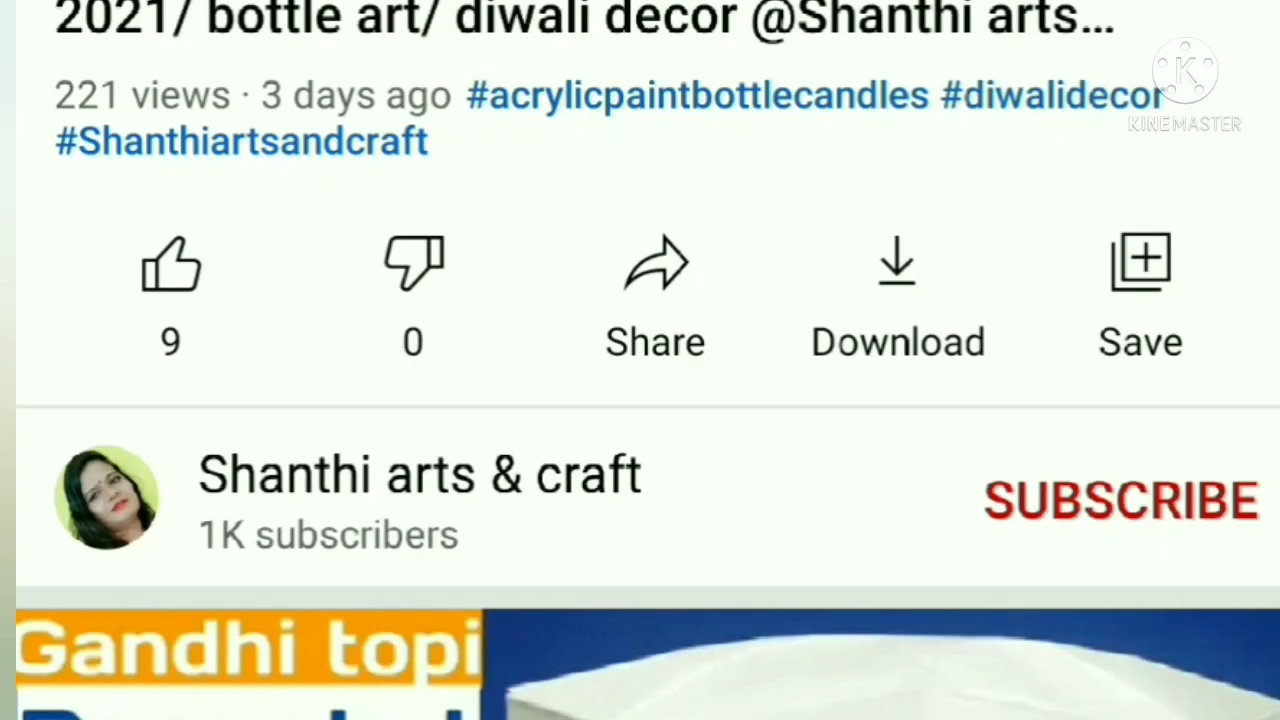 2021/ bottle art/ diwali decor @Shanthi arts...
221 views · 3 days ago #acrylicpaintbottlecandles #diwalidecor
#Shanthiartsandcraft
KINEMASTER
9 0 Share Download Save
Shanthi arts & craft
1K subscribers
SUBSCRIBE
Gandhi topi